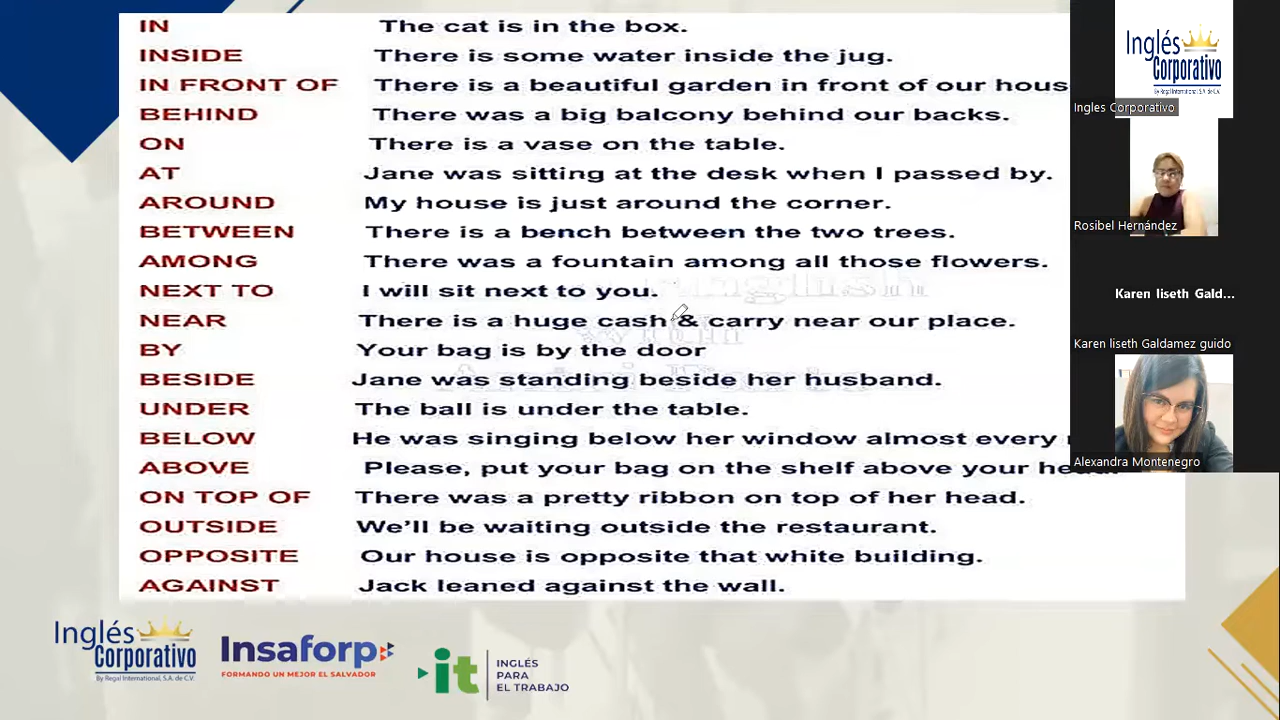 IN The cat is in the box.
INSIDE There is some water inside the jug.
IN FRONT OF There is a beautiful garden in front of our hous
BEHIND There was a big balcony behind our backs.
ON There is a vase on the table.
AT Jane was sitting at the desk when I passed by.
AROUND My house is just around the corner.
BETWEEN There is a bench between the two trees.
AMONG There was a fountain among all those flowers.
NEXT TO I will sit next to you.
NEAR There is a huge cash & carry near our place.
BY Your bag is by the door
BESIDE Jane was standing beside her husband.
UNDER The ball is under the table.
BELOW He was singing below her window almost every
ABOVE Please, put your bag on the shelf above your
ON TOP OF There was a pretty ribbon on top of her head.
OUTSIDE We'll be waiting outside the restaurant.
OPPOSITE Our house is opposite that white building.
AGAINST Jack leaned against the wall.
Inglés
Corporativo
By Regal International, S.A. de C.V.
Insaforp
FORMANDO UN MEJOR EL SALVADOR
it
INGLÉS
PARA
EL TRABAJO
Inglés
Corporativo
By Regal International, S.A. de C.V.
Ingles Corporativo
Rosibel Hernández
Karen liseth Gald...
Karen liseth Galdamez guido
Alexandra Montenegro